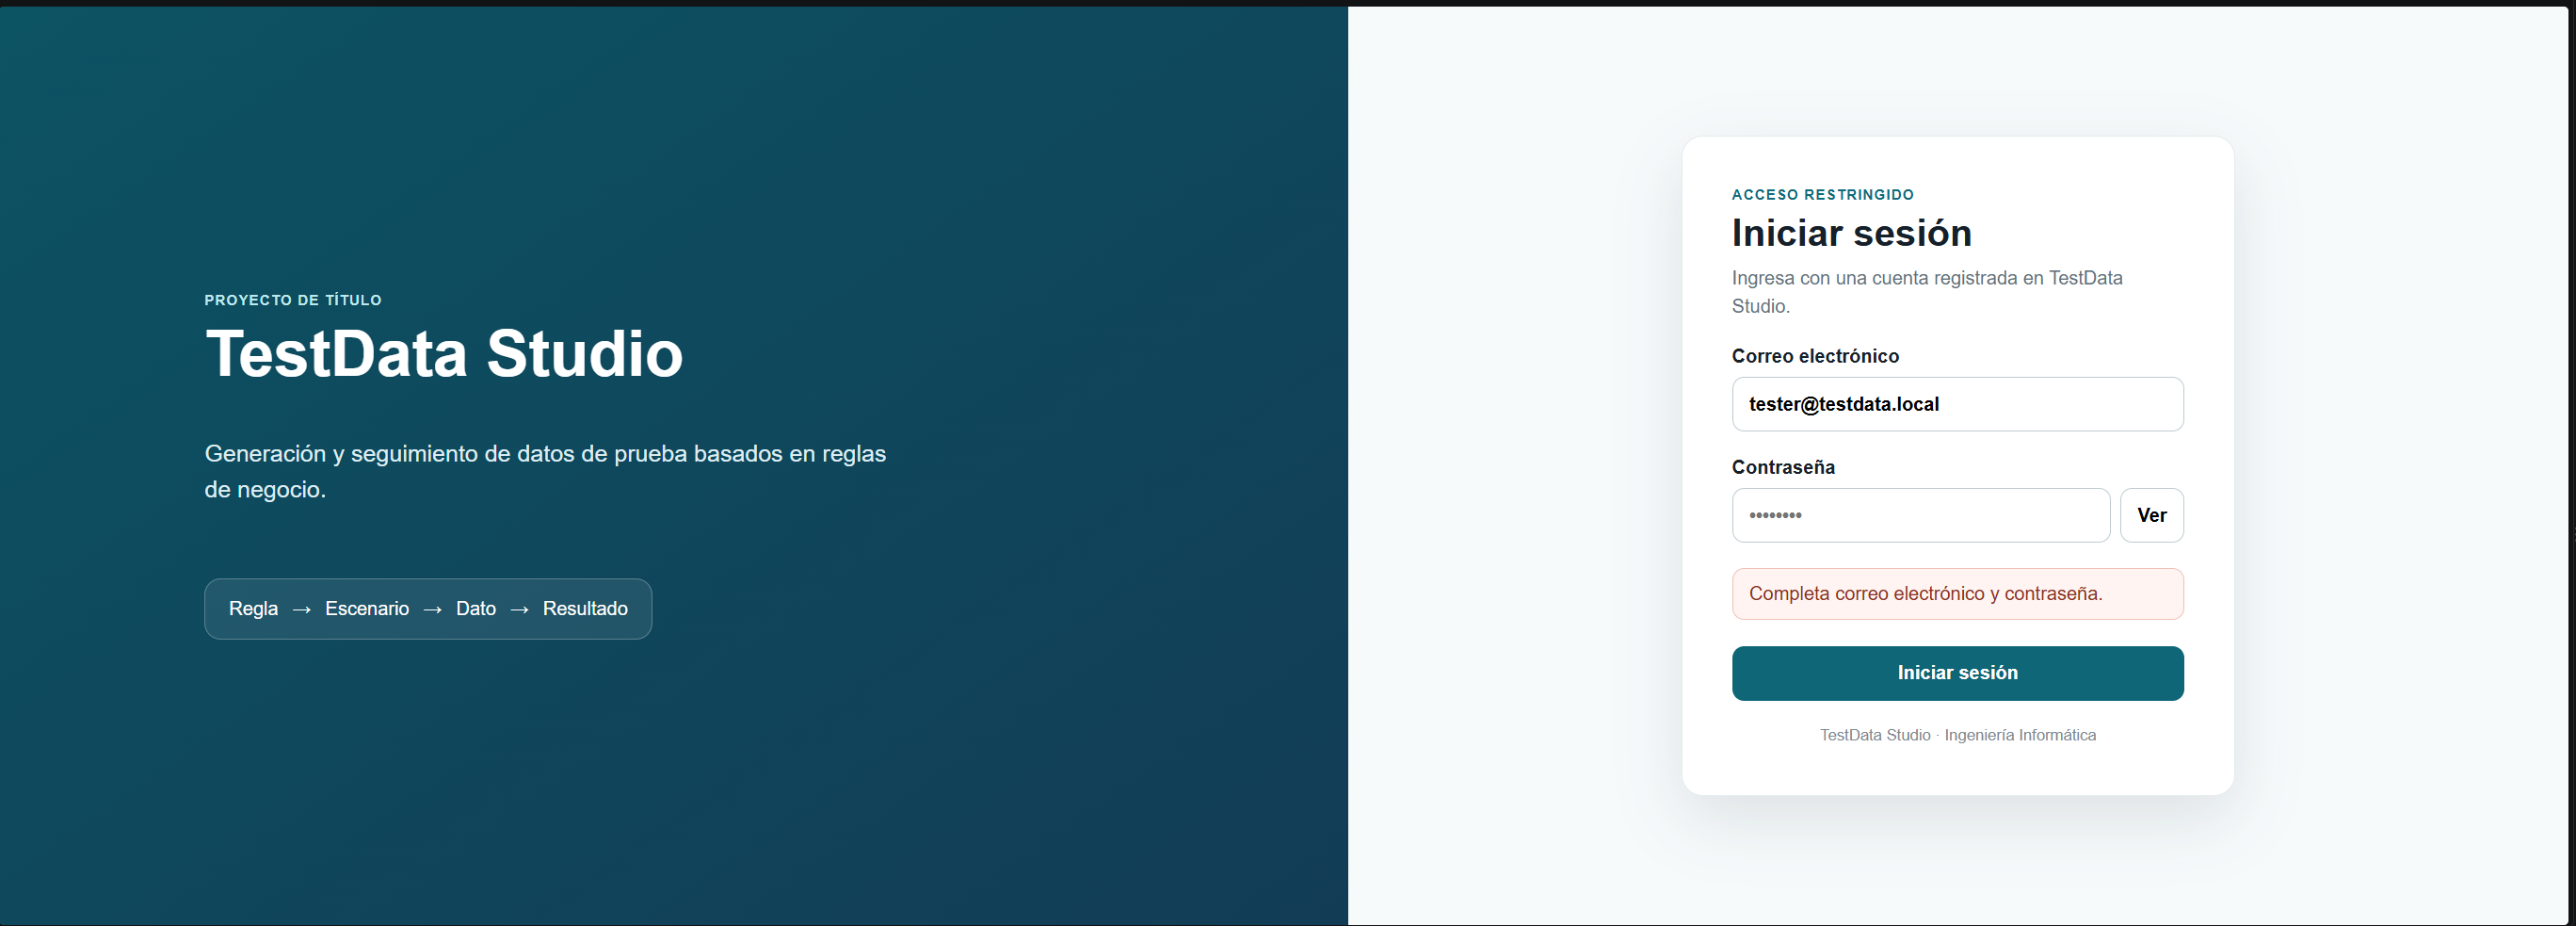 PROYECTO DE TÍTULO
TestData Studio
Generación y seguimiento de datos de prueba basados en reglas
de negocio.
Regla → Escenario → Dato → Resultado
ACCESO RESTRINGIDO
Iniciar sesión
Ingresa con una cuenta registrada en TestData
Studio.
Correo electrónico
tester@testdata.local
Contraseña
••••••••
Ver
Completa correo electrónico y contraseña.
Iniciar sesión
TestData Studio · Ingeniería Informática